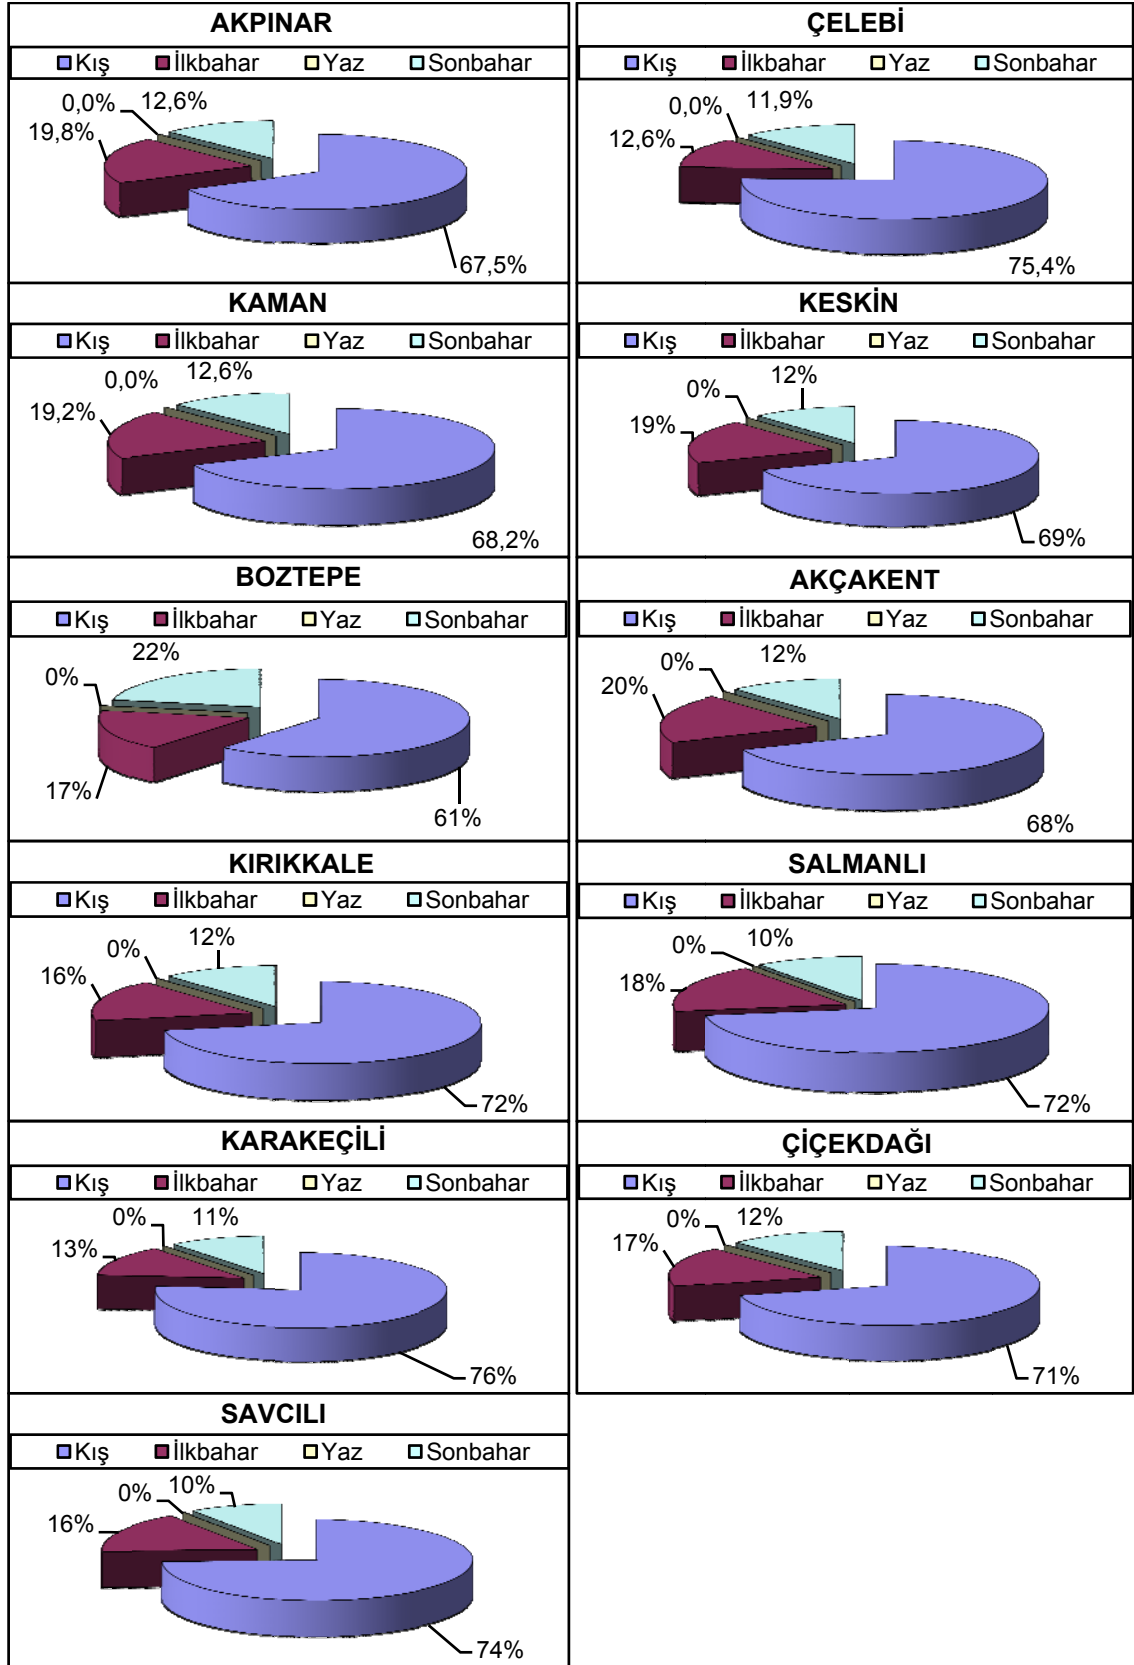 AKPINAR
Kış İlkbahar Yaz Sonbahar
0,0% 12,6%
19,8%
67,5%
ÇELEBİ
Kış İlkbahar Yaz Sonbahar
0,0% 11,9%
12,6%
75,4%
KAMAN
Kış İlkbahar Yaz Sonbahar
0,0% 12,6%
19,2%
68,2%
KESKİN
Kış İlkbahar Yaz Sonbahar
0% 12%
19%
69%
BOZTEPE
Kış İlkbahar Yaz Sonbahar
22%
0%
17%
61%
AKÇAKENT
Kış İlkbahar Yaz Sonbahar
0% 12%
20%
68%
KIRIKKALE
Kış İlkbahar Yaz Sonbahar
0% 12%
16%
72%
SALMANLI
Kış İlkbahar Yaz Sonbahar
0% 10%
18%
72%
KARAKEÇİLİ
Kış İlkbahar Yaz Sonbahar
0% 11%
13%
76%
ÇİÇEKDAĞI
Kış İlkbahar Yaz Sonbahar
0% 12%
17%
71%
SAVCILI
Kış İlkbahar Yaz Sonbahar
0% 10%
16%
74%